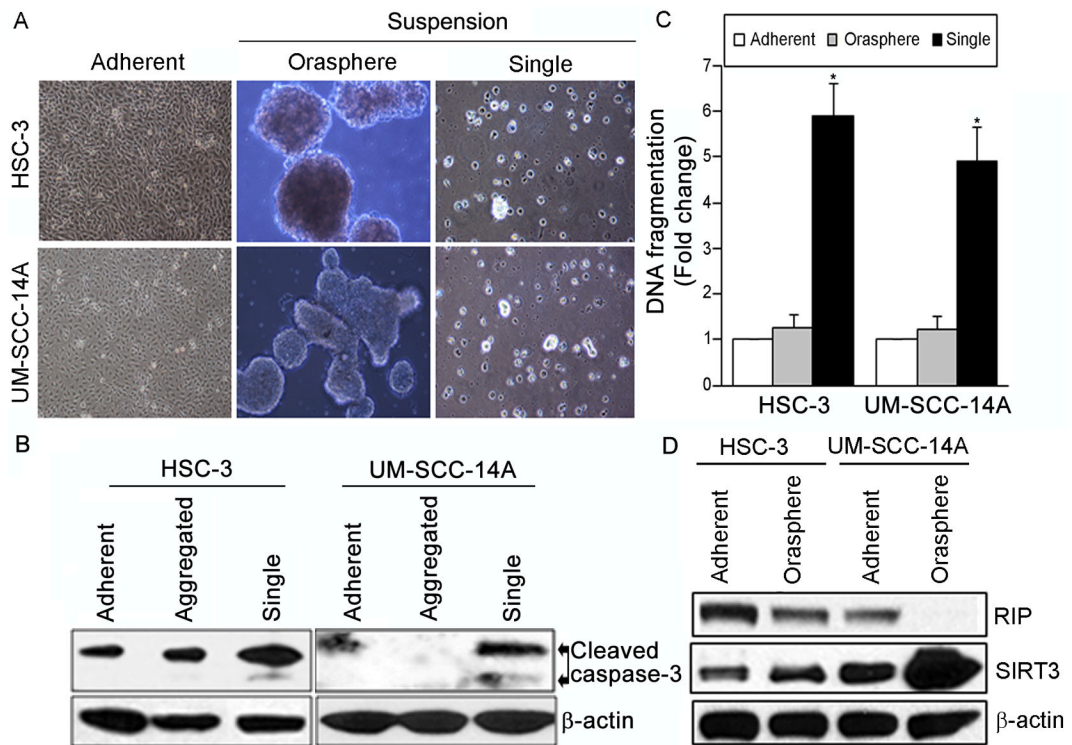 A
Suspension
Adherent
Orasphere
Single
HSC-3
UM-SCC-14A
B
HSC-3
UM-SCC-14A
Adherent
Aggregated
Single
Adherent
Aggregated
Single
Cleaved
caspase-3
β-actin
C
Adherent
Orasphere
Single
DNA fragmentation
(Fold change)
7
6
5
4
3
2
1
0
*
*
HSC-3
UM-SCC-14A
D
HSC-3
UM-SCC-14A
Adherent
Orasphere
Adherent
Orasphere
RIP
SIRT3
β-actin